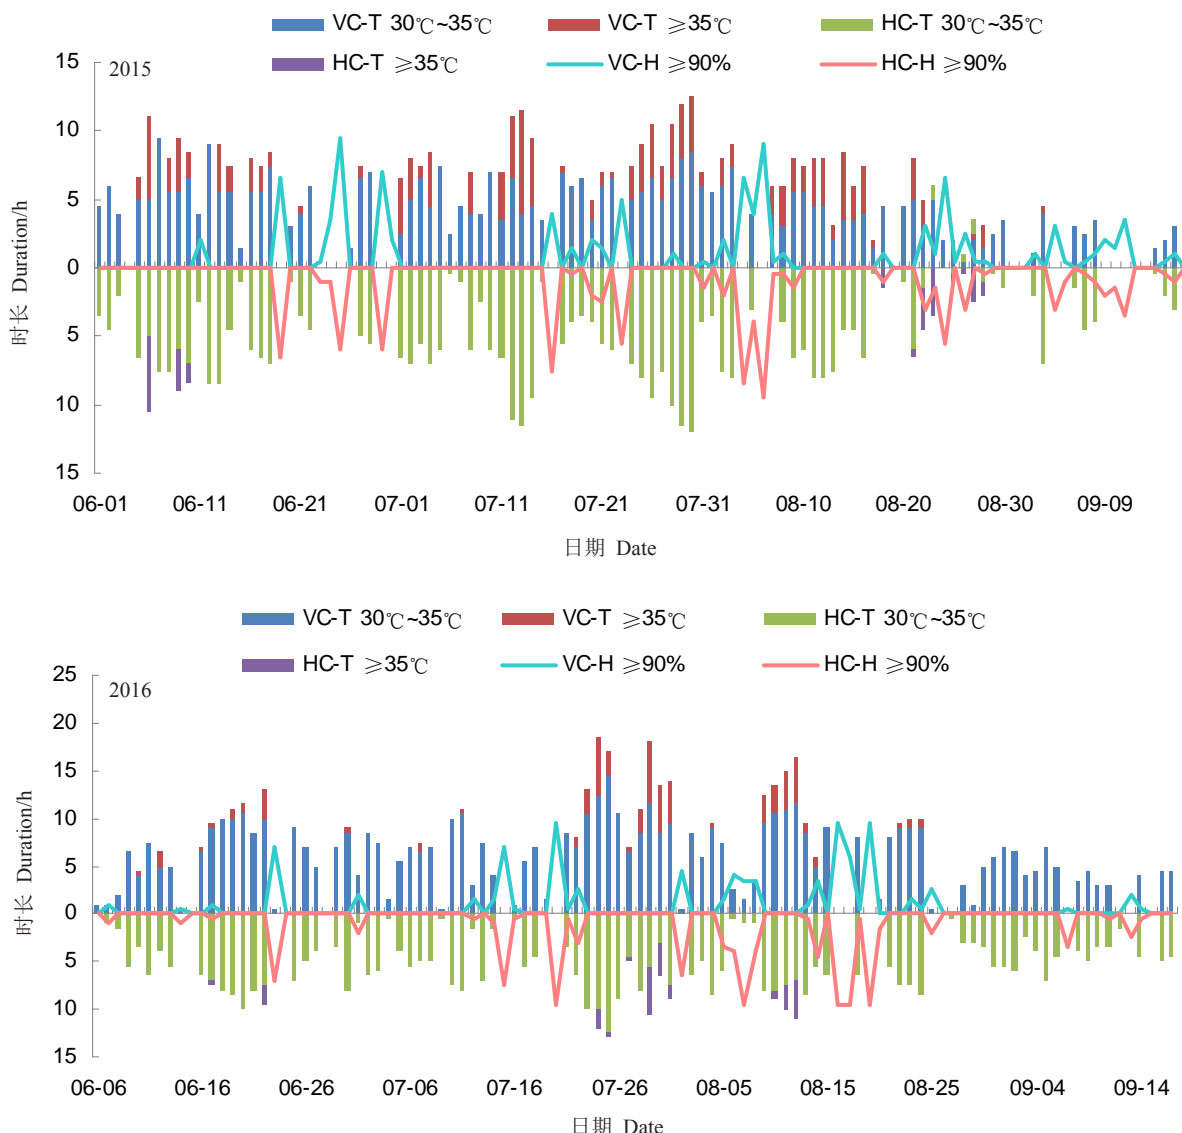 VC-T 30℃~35℃ VC-T ≥35℃ HC-T 30℃~35℃
HC-T ≥35℃ VC-H ≥90% HC-H ≥90%
15
2015
10
5
0
5
10
15
时长 Duration/h
06-01 06-11 06-21 07-01 07-11 07-21 07-31 08-10 08-20 08-30 09-09
日期 Date
VC-T 30℃~35℃ VC-T ≥35℃ HC-T 30℃~35℃
HC-T ≥35℃ VC-H ≥90% HC-H ≥90%
25
2016
20
15
10
5
0
5
10
15
时长 Duration/h
06-06 06-16 06-26 07-06 07-16 07-26 08-05 08-15 08-25 09-04 09-14
日期 Date